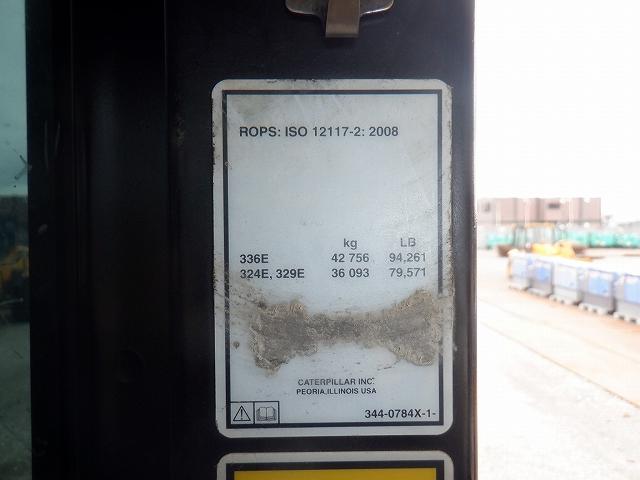 ROPS: ISO 12117-2: 2008
kg LB
336E 42 756 94,261
324E, 329E 36 093 79,571
CATERPILLAR INC.
PEORIA,ILLINOIS USA
344-0784X-1-